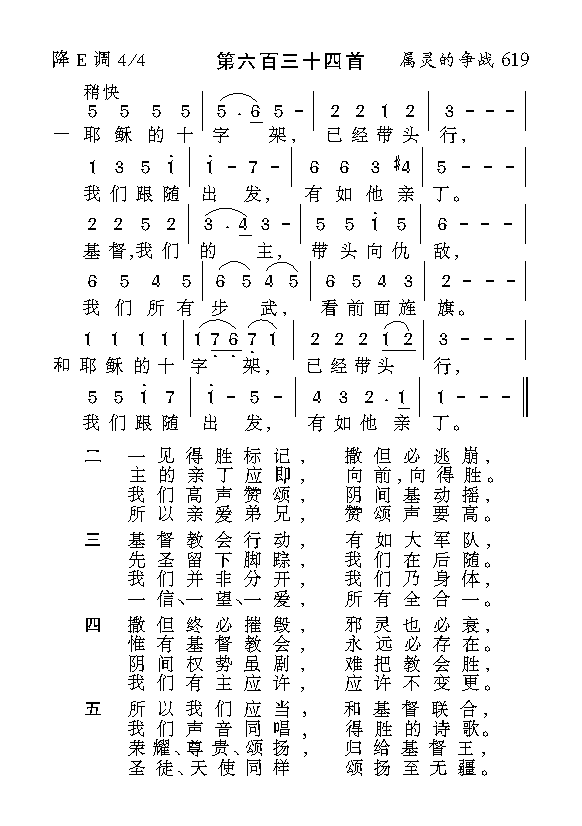 降E调 4/4 第六百三十四首 属灵的争战 619
稍快
5 5 5 5 | 5 . 6 5 - | 2 2 1 2 | 3 - - - |
一 耶稣的十 字 架， 已经带头 行，
1 3 5 1 | 1 - 7 - | 6 6 3 #4 | 5 - - - |
我们跟随 出 发， 有如他亲 丁。
2 2 5 2 | 3 . 4 3 - | 5 5 1 5 | 6 - - - |
基督,我们 的 主， 带头向仇 敌，
6 5 4 5 | 6 5 4 5 | 6 5 4 3 | 2 - - - |
我们所有 步 武， 看前面旌 旗。
1 1 1 1 | 1 7 6 7 1 | 2 2 2 1 2 | 3 - - - |
和耶稣的十 字 架， 已经带头 行，
5 5 1 7 | 1 - 5 - | 4 3 2 . 1 | 1 - - - ‖
我们跟随 出 发， 有如他亲 丁。
二 一见得胜标记， 撒但必逃崩，
主的亲丁应即， 向前,向得胜。
我们高声赞颂， 阴间基动摇，
所以亲爱弟兄， 赞颂声要高。
三 基督教会行动， 有如大军队，
先圣留下脚踪， 我们在后随。
我们并非分开， 我们乃身体，
一信、一望、一爱， 所有全合一。
四 撒但终必摧毁， 邪灵也必衰，
惟有基督教会， 永远必存在。
阴间权势虽剧， 难把教会胜，
我们有主应许， 应许不变更。
五 所以我们应当， 和基督联合，
我们声音同唱， 得胜的诗歌。
荣耀、尊贵、颂扬， 归给基督王，
圣徒、天使同样 颂扬至无疆。